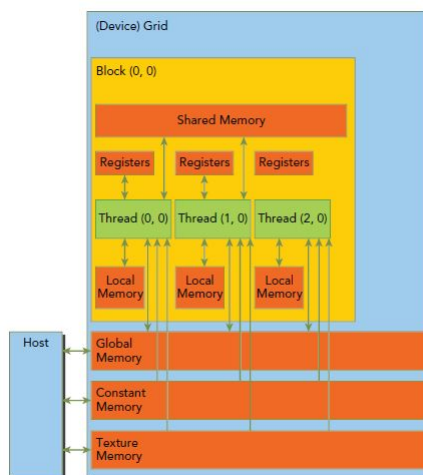 (Device) Grid
Block (0, 0)
Shared Memory
Registers Registers Registers
Thread (0, 0) Thread (1, 0) Thread (2, 0)
Local Local Local
Memory Memory Memory
Host
Global
Memory
Constant
Memory
Texture
Memory